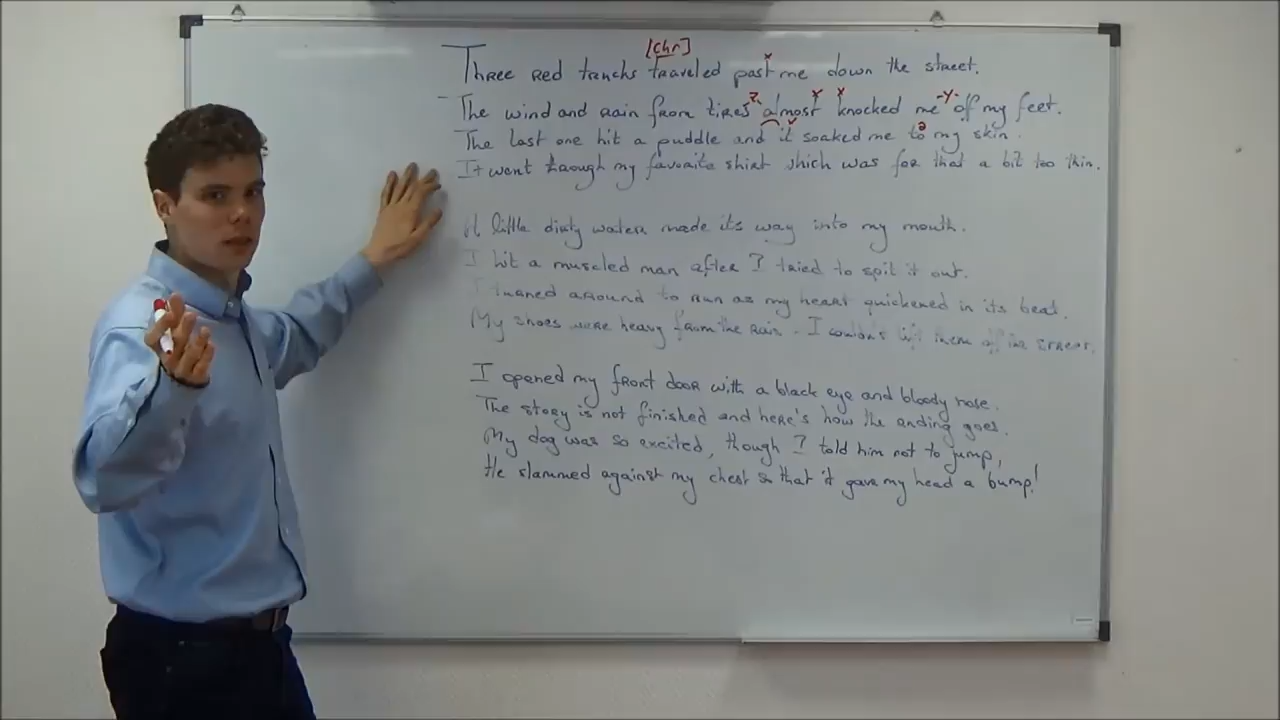 [chr]
Three red trucks traveled past me down the street.
The wind and rain from tires almost knocked me off my feet.
The last one hit a puddle and it soaked me to my skin.
It went through my favorite shirt which was for that a bit too thin.
A little dirty water made its way into my mouth.
I hit a muscled man after I tried to spit it out.
I turned around to run as my heart quickened in its beat.
My shoes were heavy from the rain. I couldn't lift them off the street.
I opened my front door with a black eye and bloody nose.
The story is not finished and here's how the ending goes.
My dog was so excited, though I told him not to jump,
He slammed against my chest so that it gave my head a bump!